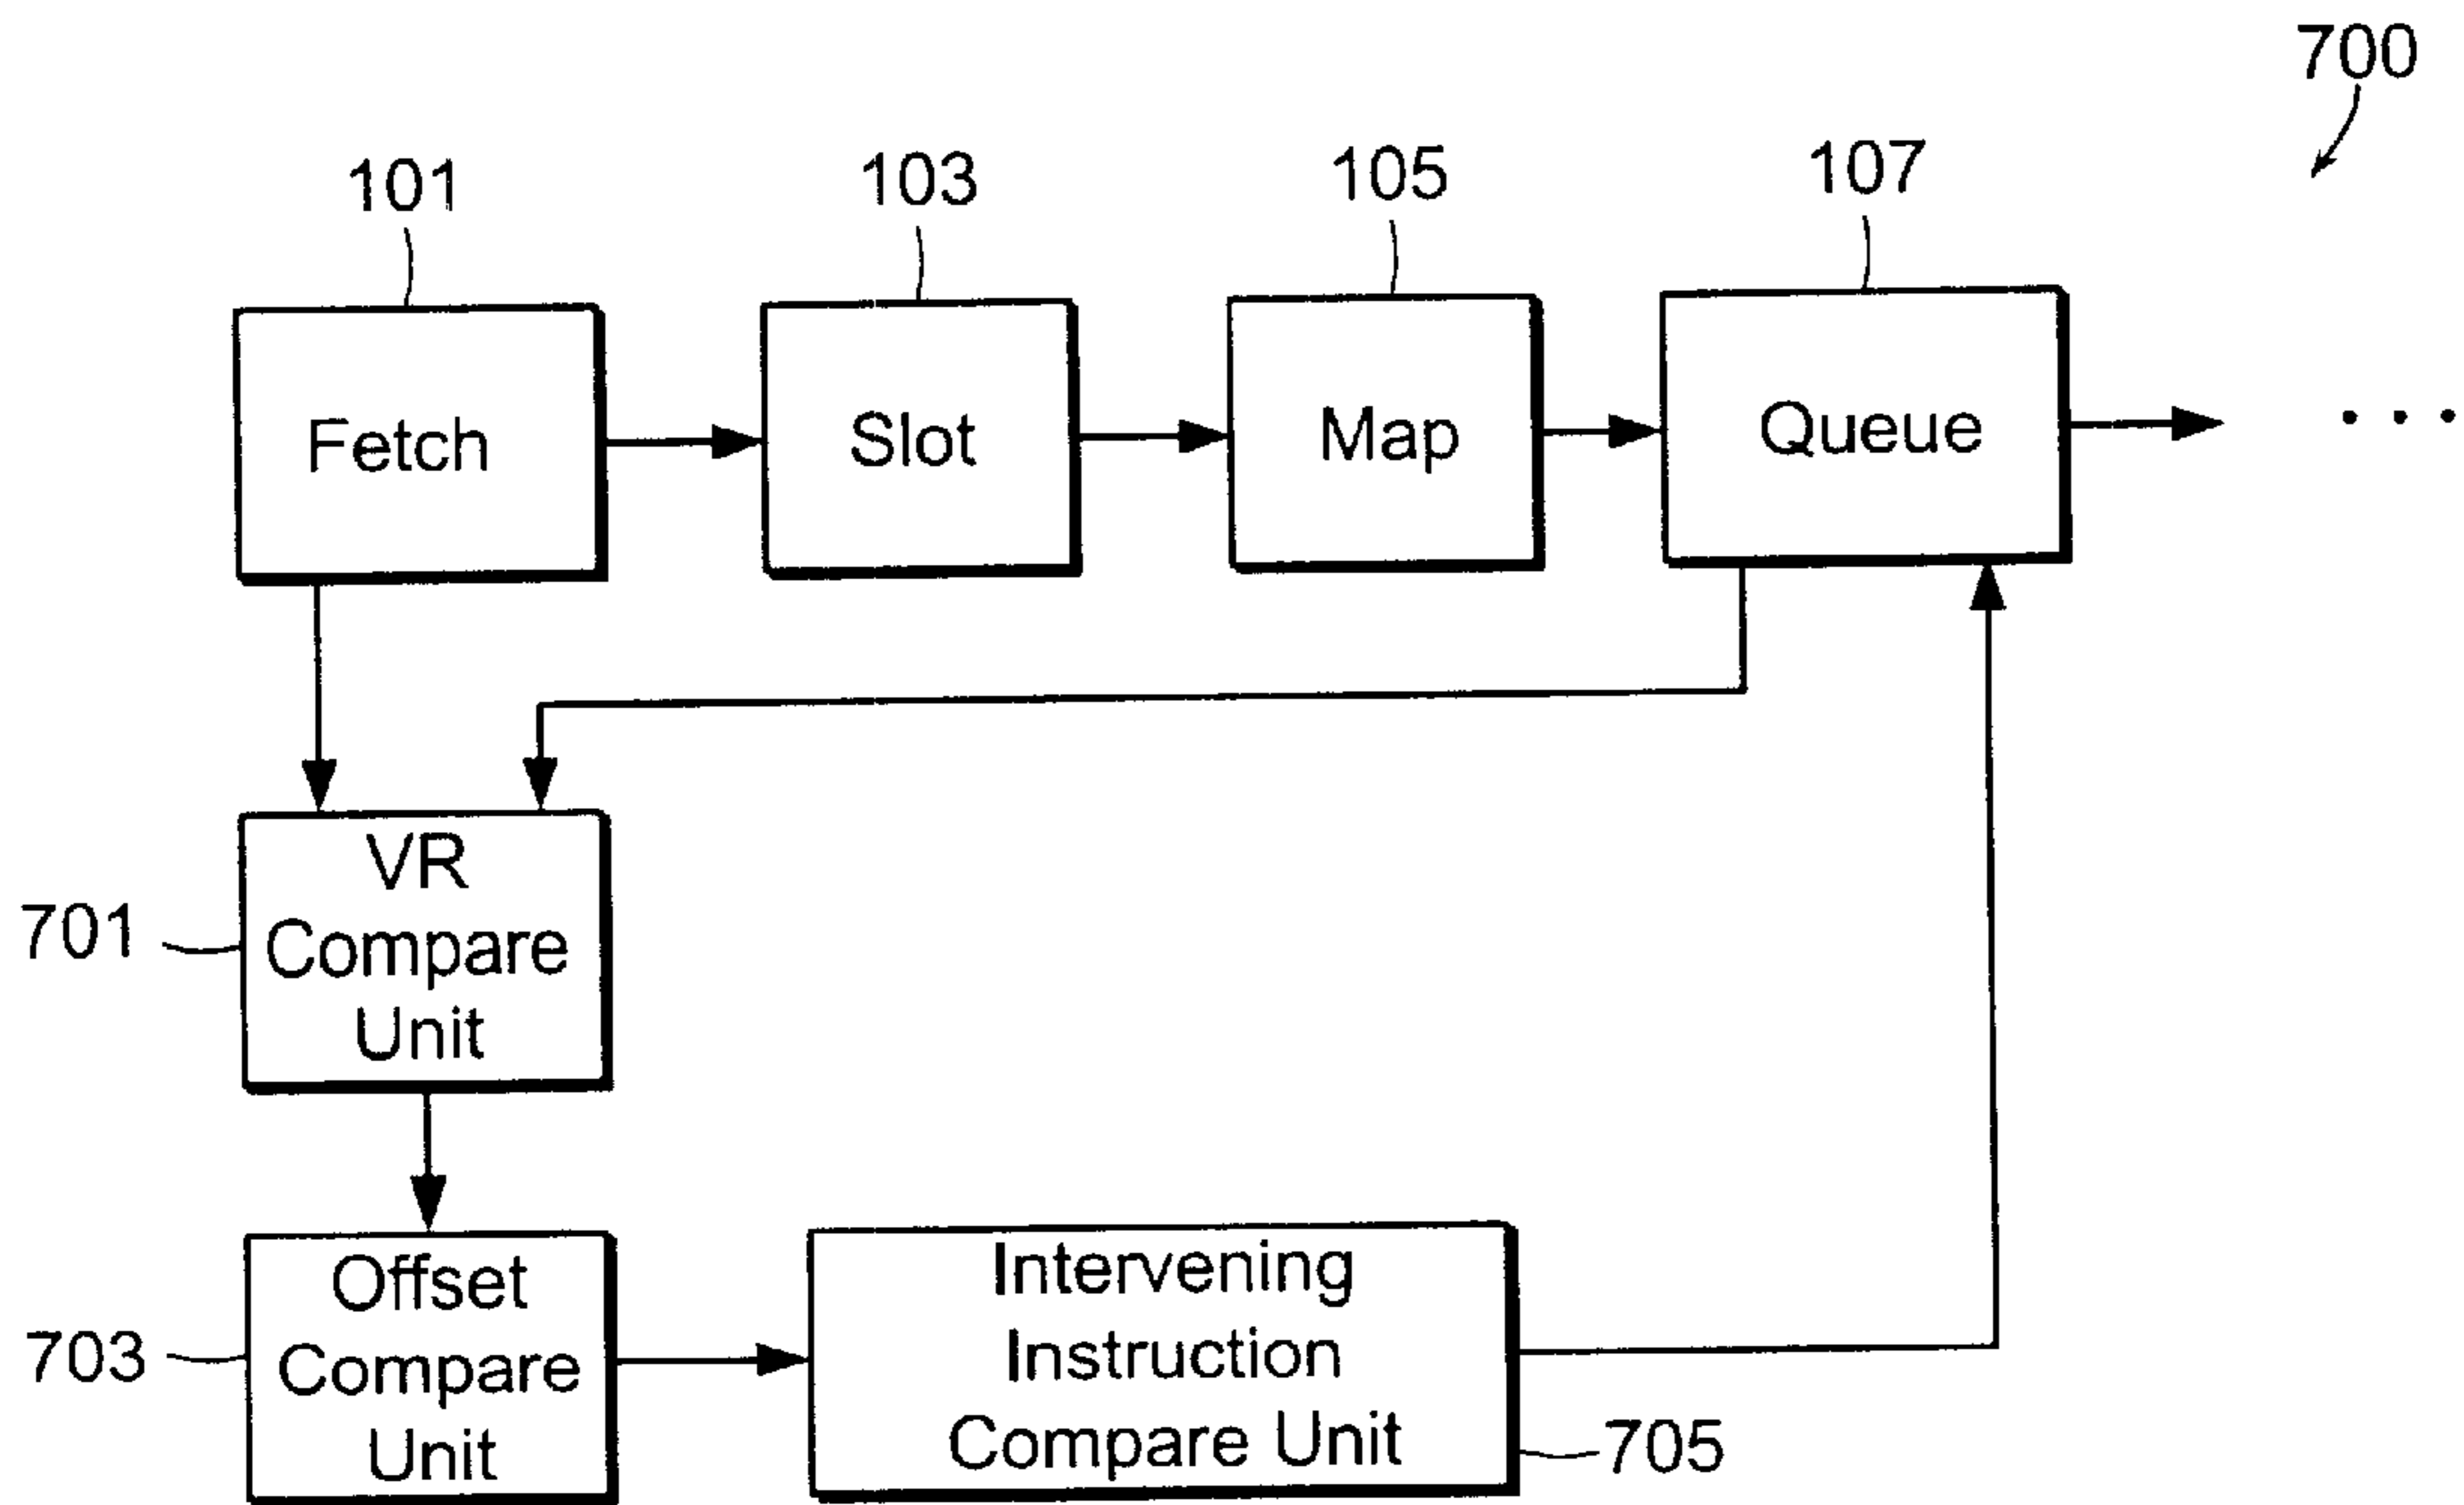 700
101
103
105
107
Fetch
Slot
Map
Queue
. . .
701
VR
Compare
Unit
703
Offset
Compare
Unit
Intervening
Instruction
Compare Unit
705